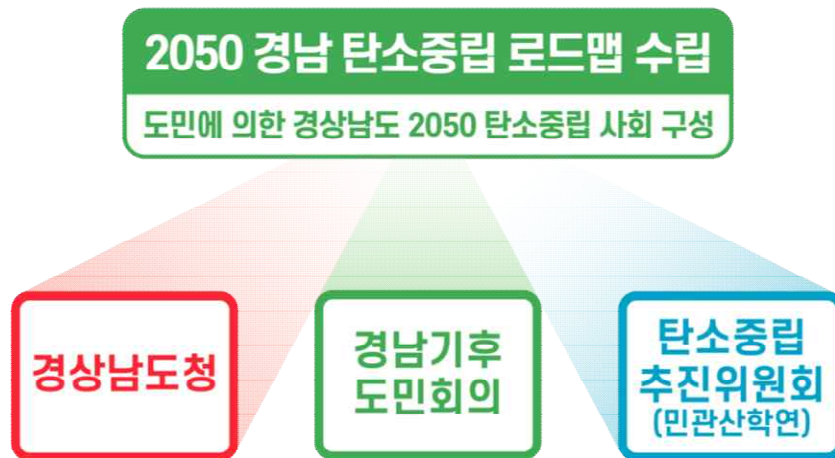 2050 경남 탄소중립 로드맵 수립
도민에 의한 경상남도 2050 탄소중립 사회 구성
경상남도청
경남기후
도민회의
탄소중립
추진위원회
(민관산학연)